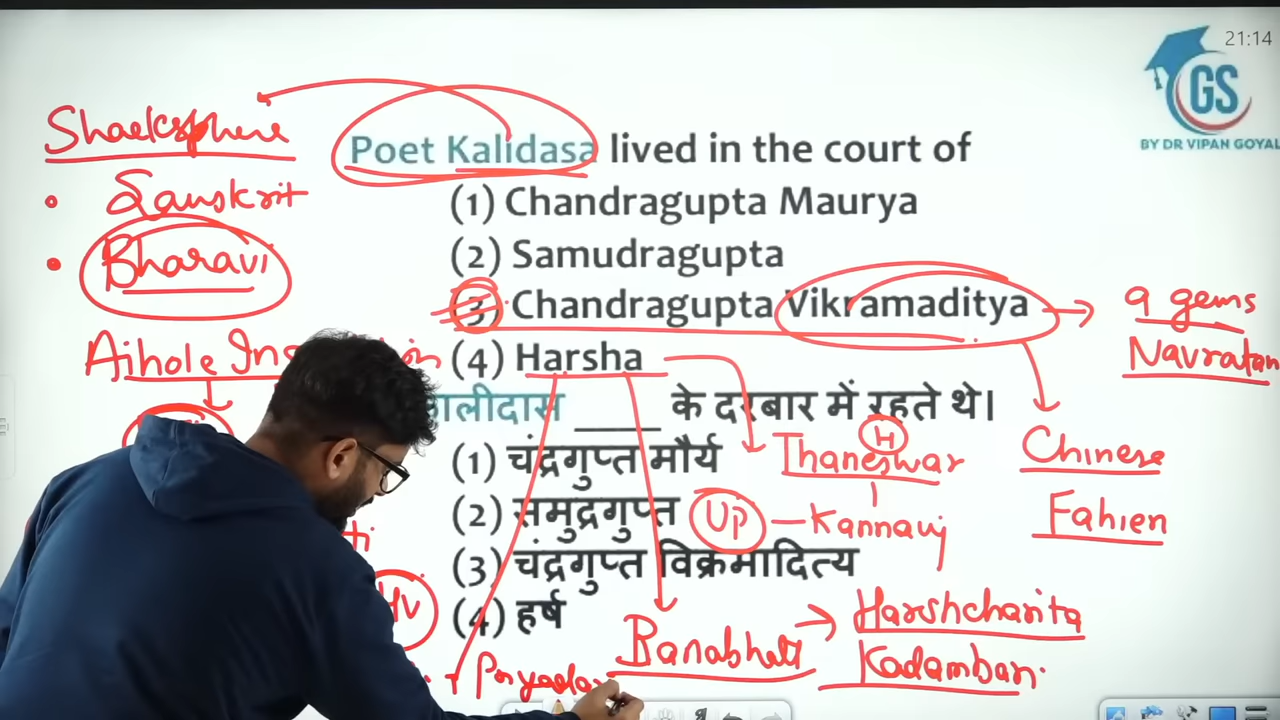 21:14
GS
BY DR VIPAN GOYAL
Shaeksphere
• Sanskrit
• Bharavi
Aihole
Poet Kalidasa lived in the court of
(1) Chandragupta Maurya
(2) Samudragupta
(3) Chandragupta Vikramaditya
(4) Harsha
9 gems
Navratan
कालीदास _____ के दरबार में रहते थे।
(1) चंद्रगुप्त मौर्य
(2) समुद्रगुप्त
(3) चंद्रगुप्त विक्रमादित्य
(4) हर्ष
H
Thaneswar
UP — Kannauj
Chinese
Fahien
Banabhatt → Harshcharita
Kadambari